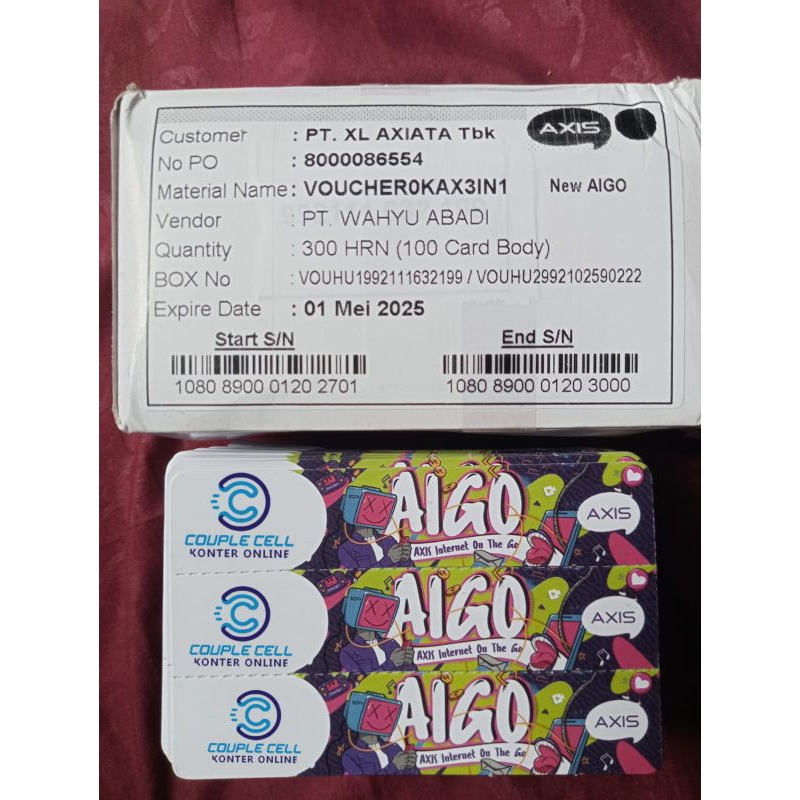 Customer : PT. XL AXIATA Tbk
AXIS
No PO : 8000086554
Material Name : VOUCHER0KAX3IN1 New AIGO
Vendor : PT. WAHYU ABADI
Quantity : 300 HRN (100 Card Body)
BOX No : VOUHU1992111632199 / VOUHU2992102590222
Expire Date : 01 Mei 2025
Start S/N End S/N
1080 8900 0120 2701 1080 8900 0120 3000
COUPLE CELL
KONTER ONLINE
AIGO
AXIS Internet On The Go
AXIS
COUPLE CELL
KONTER ONLINE
AIGO
AXIS Internet On The Go
AXIS
COUPLE CELL
KONTER ONLINE
AIGO
AXIS Internet On The Go
AXIS